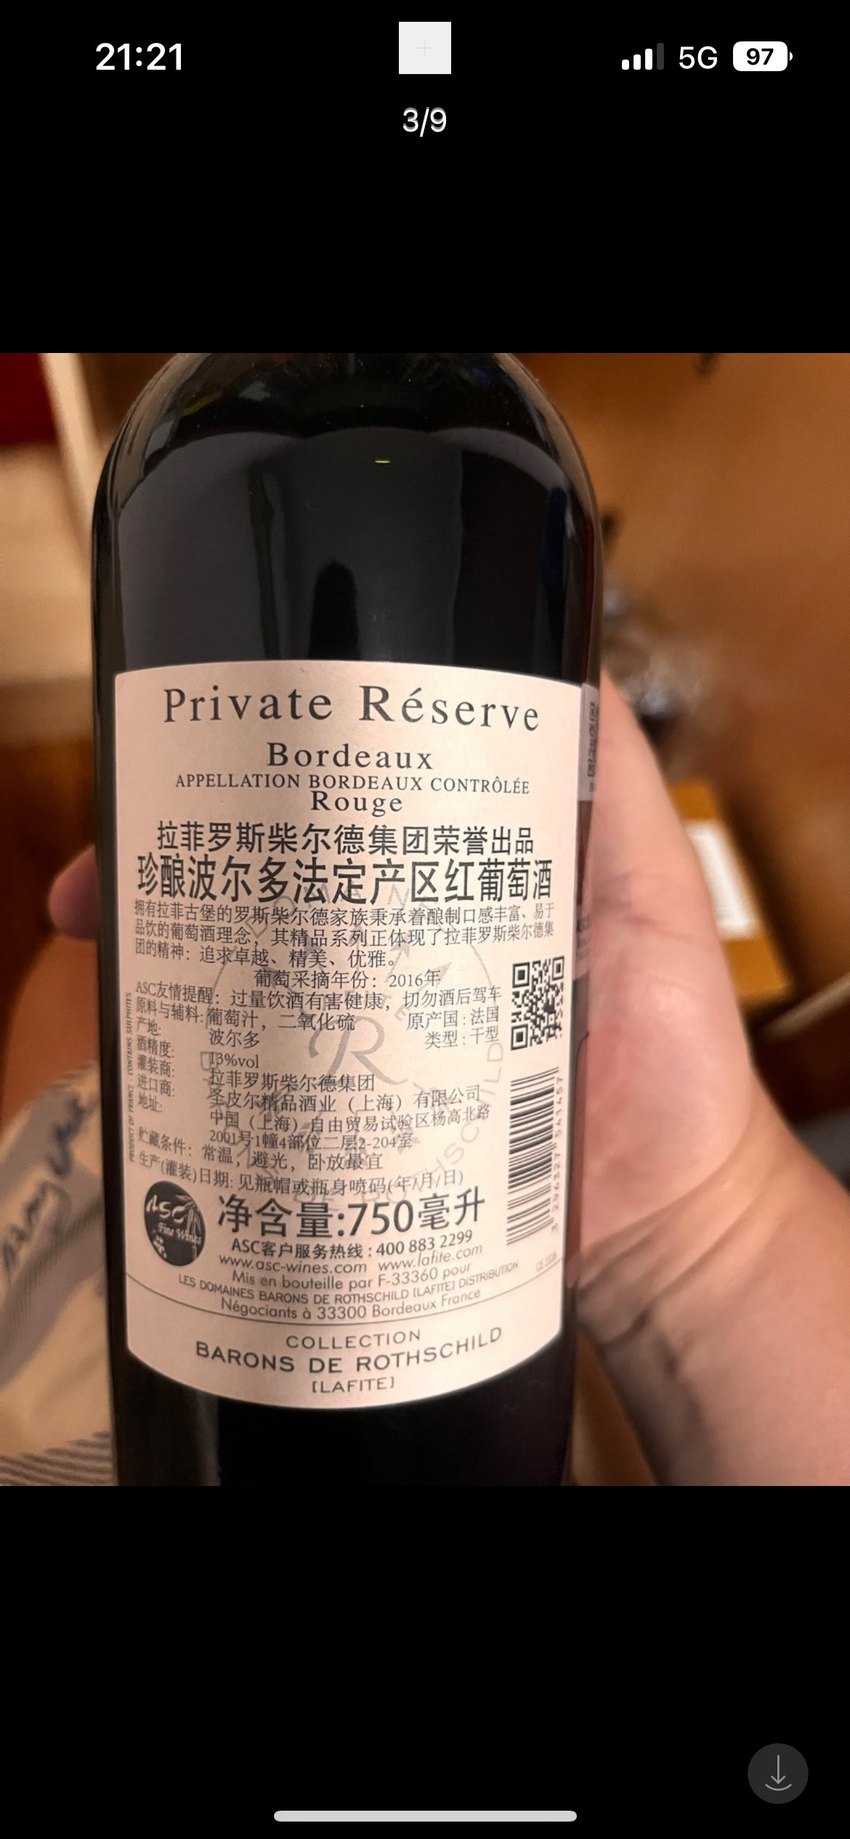 21:21
5G
97
3/9
Private Réserve
Bordeaux
APPELLATION BORDEAUX CONTRÔLÉE
Rouge
拉菲罗斯柴尔德集团荣誉出品
珍酿波尔多法定产区红葡萄酒
拥有拉菲古堡的罗斯柴尔德家族秉承着酿制口感丰富、易于
品饮的葡萄酒理念，其精品系列正体现了拉菲罗斯柴尔德集
团的精神：追求卓越、精美、优雅。
葡萄采摘年份：2016年
ASC友情提醒：过量饮酒有害健康，切勿酒后驾车
原料与辅料：葡萄汁，二氧化硫 原产国：法国
产地： 波尔多 类型：干型
酒精度： 13%vol
灌装商： 拉菲罗斯柴尔德集团
进口商： 圣皮尔精品酒业（上海）有限公司
地址： 中国（上海）自由贸易试验区杨高北路
2001号1幢4部位二层2-204室
贮藏条件：常温，避光，卧放最宜
生产(灌装)日期：见瓶帽或瓶身喷码(年/月/日)
ASC
Fine Wines
净含量:750毫升
ASC客户服务热线：400 883 2299
www.asc-wines.com www.lafite.com
Mis en bouteille par F-33360 pour
LES DOMAINES BARONS DE ROTHSCHILD [LAFITE] DISTRIBUTION
Négociants à 33300 Bordeaux France
COLLECTION
BARONS DE ROTHSCHILD
[LAFITE]